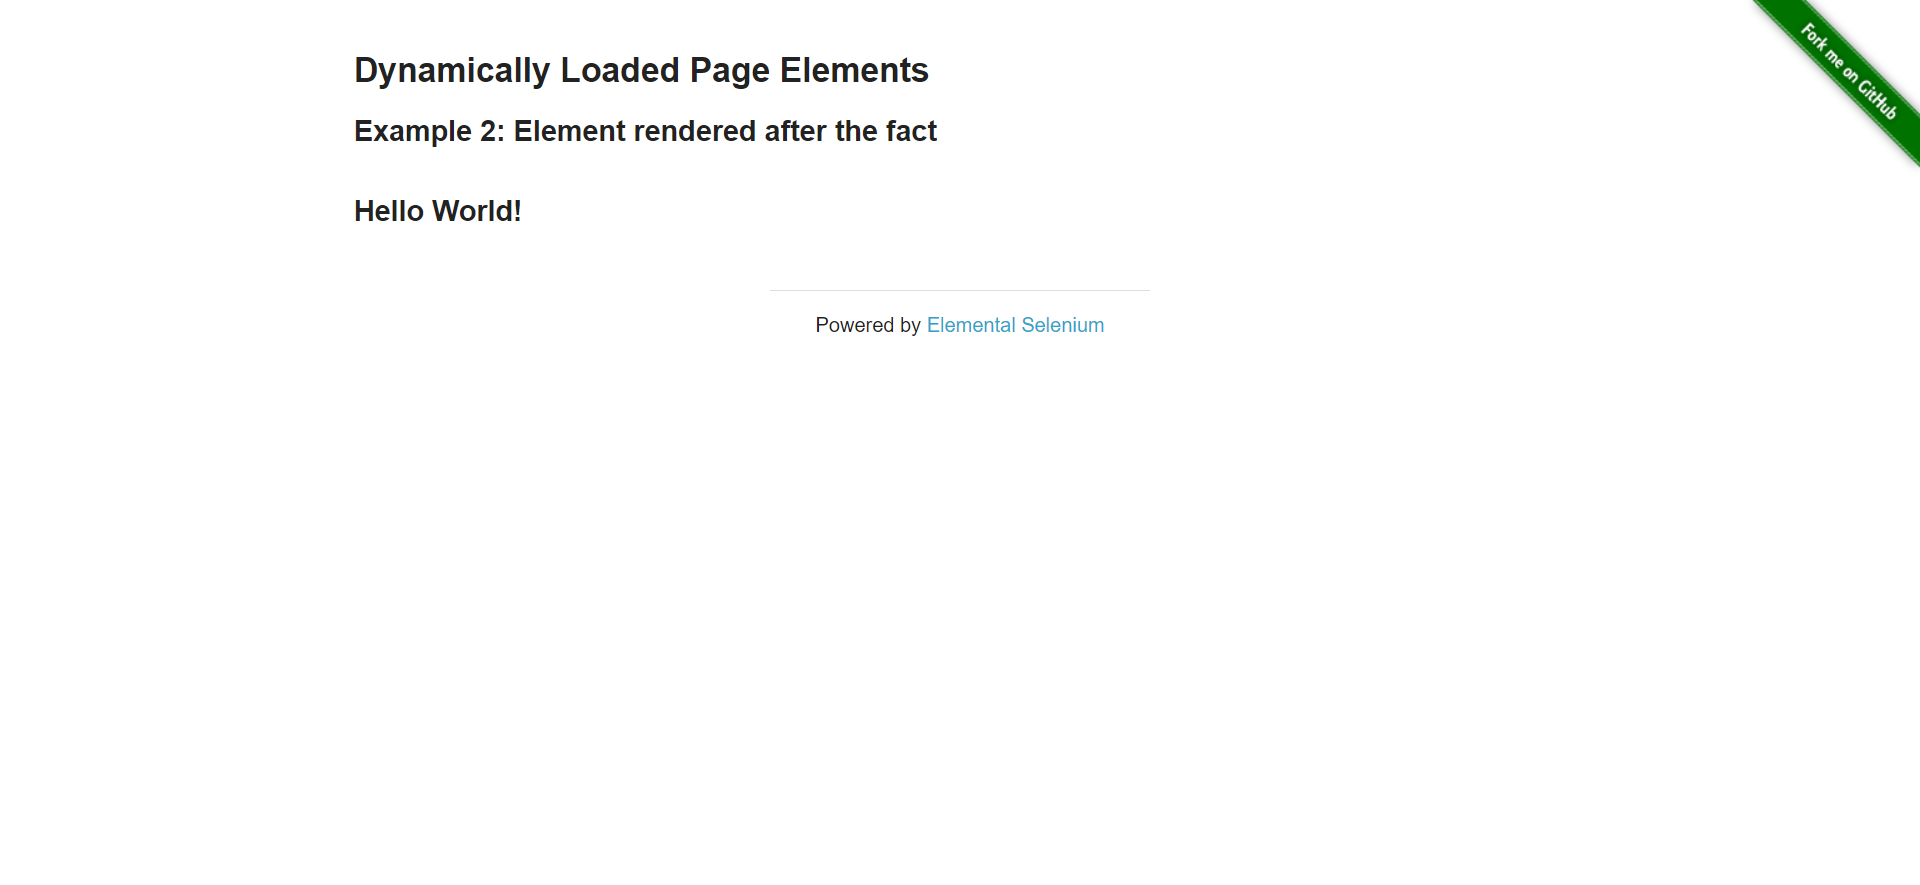 Dynamically Loaded Page Elements
Example 2: Element rendered after the fact
Hello World!
Powered by Elemental Selenium
Fork me on GitHub